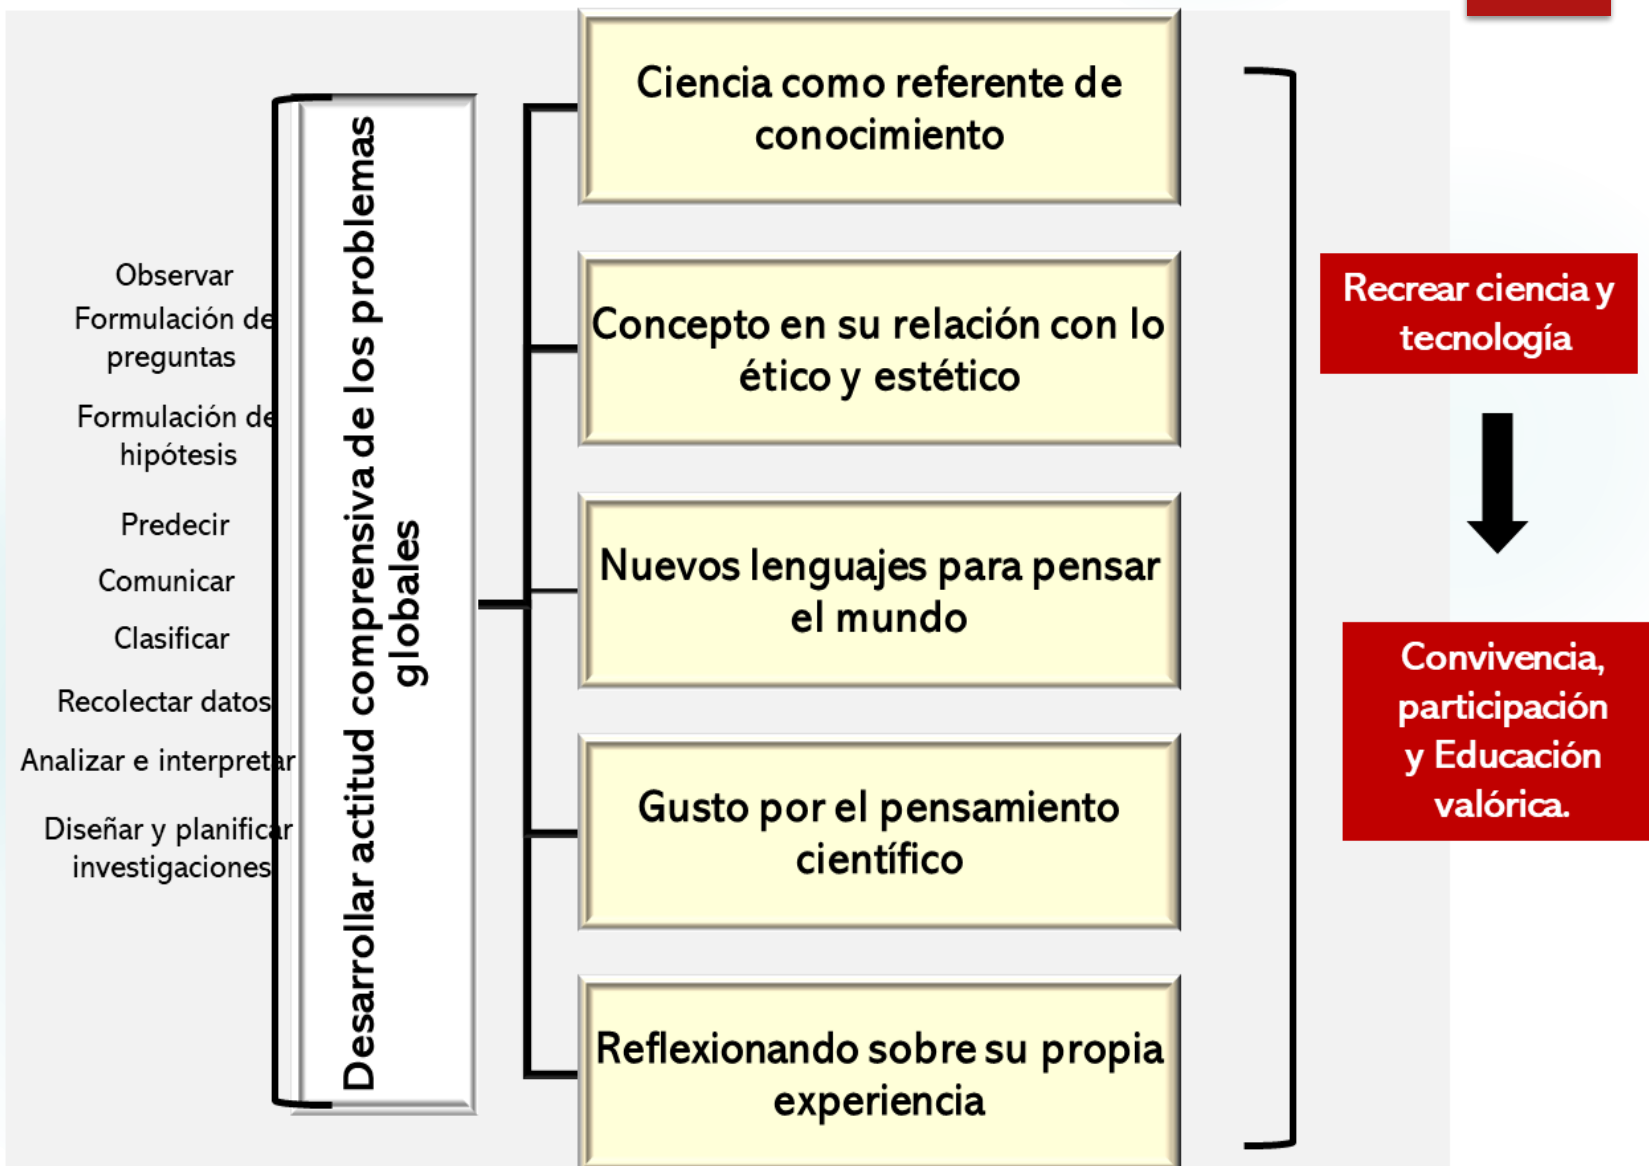 Observar
Formulación de
preguntas
Formulación de
hipótesis
Predecir
Comunicar
Clasificar
Recolectar datos
Analizar e interpretar
Diseñar y planificar
investigaciones
Desarrollar actitud comprensiva de los problemas
globales
Ciencia como referente de
conocimiento
Concepto en su relación con lo
ético y estético
Nuevos lenguajes para pensar
el mundo
Gusto por el pensamiento
científico
Reflexionando sobre su propia
experiencia
Recrear ciencia y
tecnología
Convivencia,
participación
y Educación
valórica.